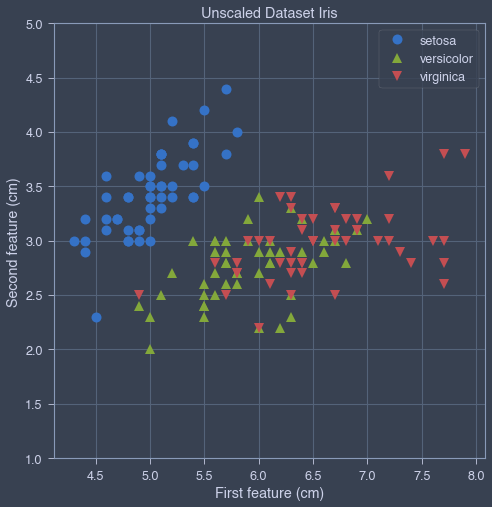 Unscaled Dataset Iris
setosa
versicolor
virginica
Second feature (cm)
5.0
4.5
4.0
3.5
3.0
2.5
2.0
1.5
1.0
4.5 5.0 5.5 6.0 6.5 7.0 7.5 8.0
First feature (cm)